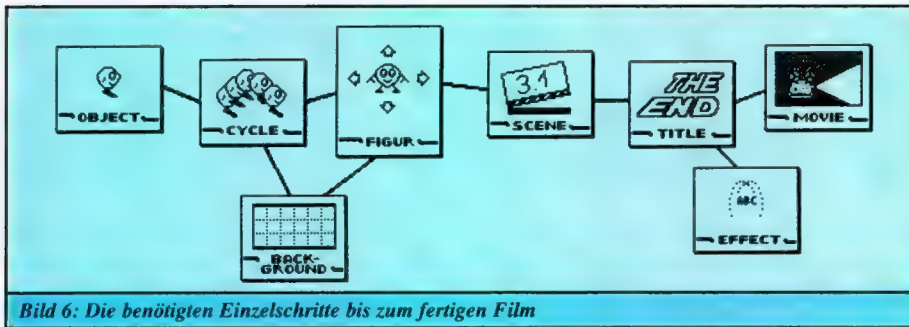 OBJECT
CYCLE
FIGUR
3.1
SCENE
THE
END
TITLE
MOVIE
BACK-
GROUND
ABC
EFFECT
Bild 6: Die benötigten Einzelschritte bis zum fertigen Film